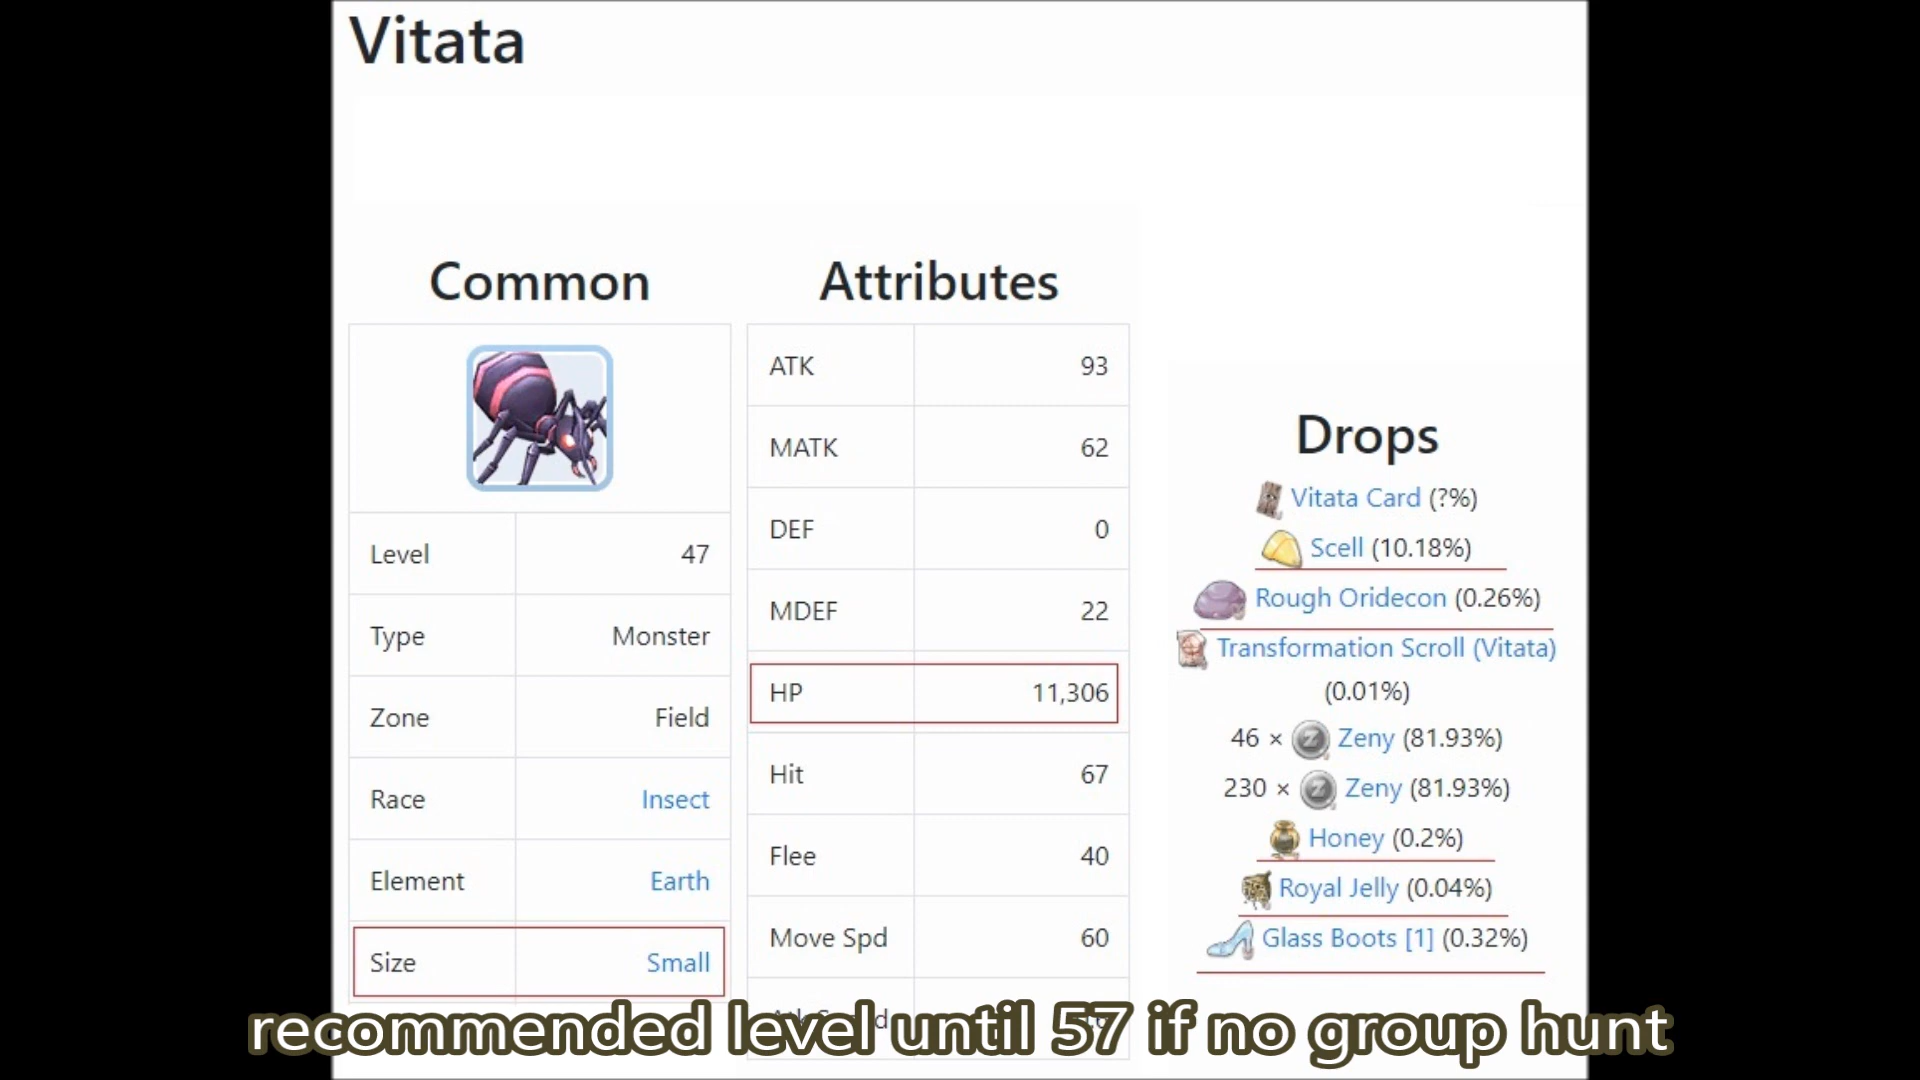 Vitata
Common
Level 47
Type Monster
Zone Field
Race Insect
Element Earth
Size Small
Attributes
ATK 93
MATK 62
DEF 0
MDEF 22
HP 11,306
Hit 67
Flee 40
Move Spd 60
Drops
Vitata Card (?%)
Scell (10.18%)
Rough Oridecon (0.26%)
Transformation Scroll (Vitata)
(0.01%)
46 × Zeny (81.93%)
230 × Zeny (81.93%)
Honey (0.2%)
Royal Jelly (0.04%)
Glass Boots [1] (0.32%)
recommended level until 57 if no group hunt